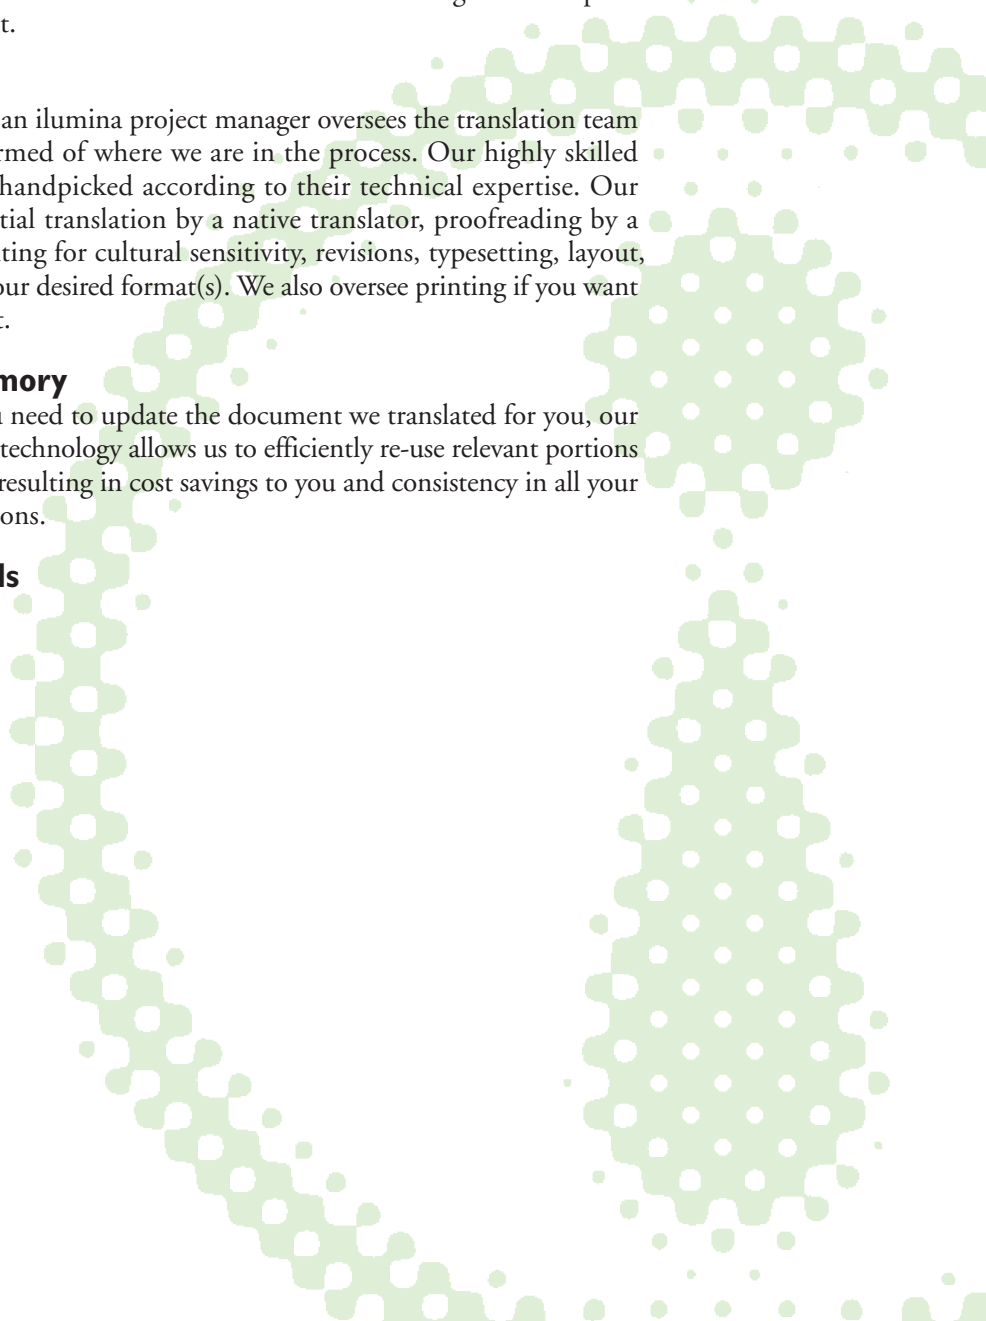 t.
an ilumina project manager oversees the translation team
rmed of where we are in the process. Our highly skilled
handpicked according to their technical expertise. Our
tial translation by a native translator, proofreading by a
ting for cultural sensitivity, revisions, typesetting, layout,
our desired format(s). We also oversee printing if you want
t.
mory
u need to update the document we translated for you, our
technology allows us to efficiently re-use relevant portions
resulting in cost savings to you and consistency in all your
ons.
ls